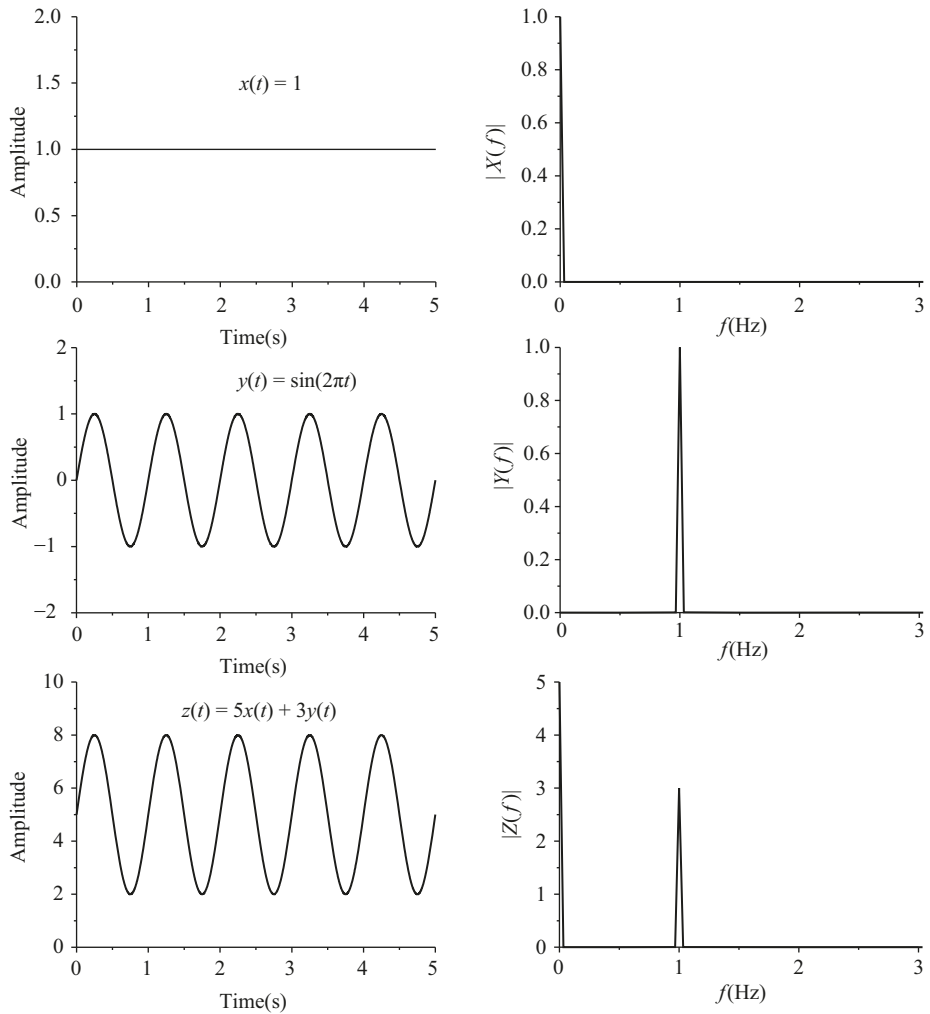 2.0
1.5
1.0
0.5
0.0
Amplitude
x(t) = 1
0 1 2 3 4 5
Time(s)
1.0
0.8
0.6
0.4
0.2
0.0
|X(f)|
0 1 2 3
f(Hz)
2
1
0
−1
−2
Amplitude
y(t) = sin(2πt)
0 1 2 3 4 5
Time(s)
1.0
0.8
0.6
0.4
0.2
0.0
|Y(f)|
0 1 2 3
f(Hz)
10
8
6
4
2
0
Amplitude
z(t) = 5x(t) + 3y(t)
0 1 2 3 4 5
Time(s)
5
4
3
2
1
0
|Z(f)|
0 1 2 3
f(Hz)